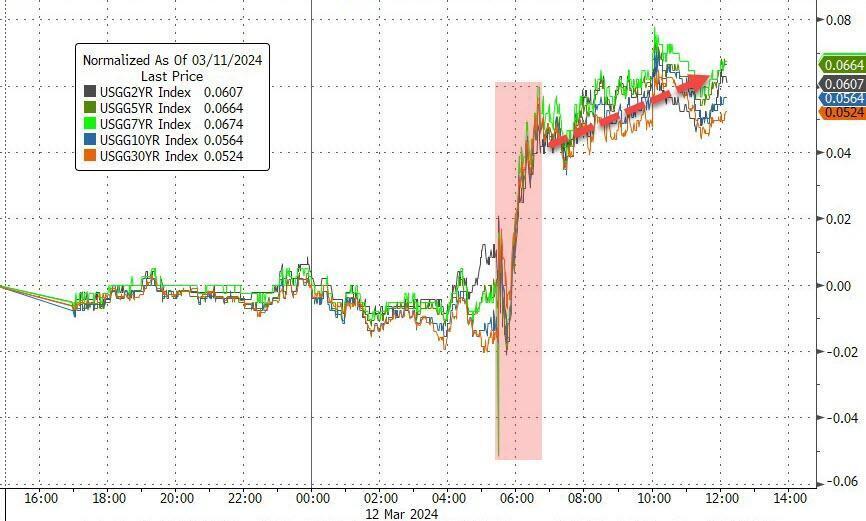 Normalized As Of 03/11/2024
Last Price
USGG2YR Index 0.0607
USGG5YR Index 0.0664
USGG7YR Index 0.0674
USGG10YR Index 0.0564
USGG30YR Index 0.0524
0.08
0.0664
0.0607
0.0564
0.0524
0.04
0.02
0.00
-0.02
-0.04
-0.06
16:00 18:00 20:00 22:00 00:00 02:00 04:00 06:00 08:00 10:00 12:00 14:00
12 Mar 2024